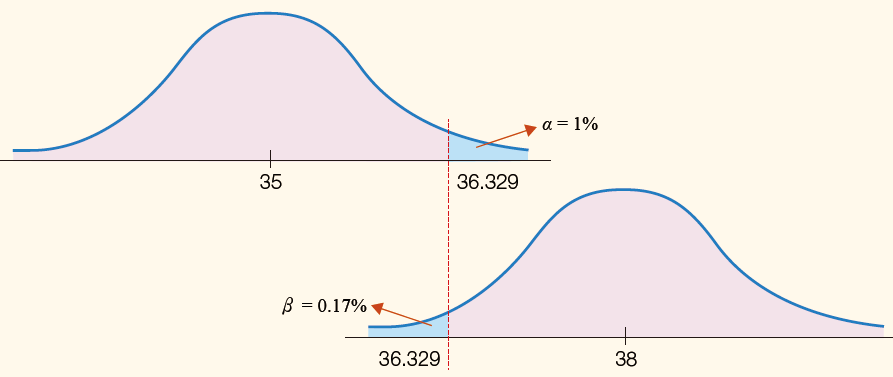 α = 1%
35
36.329
β = 0.17%
36.329
38